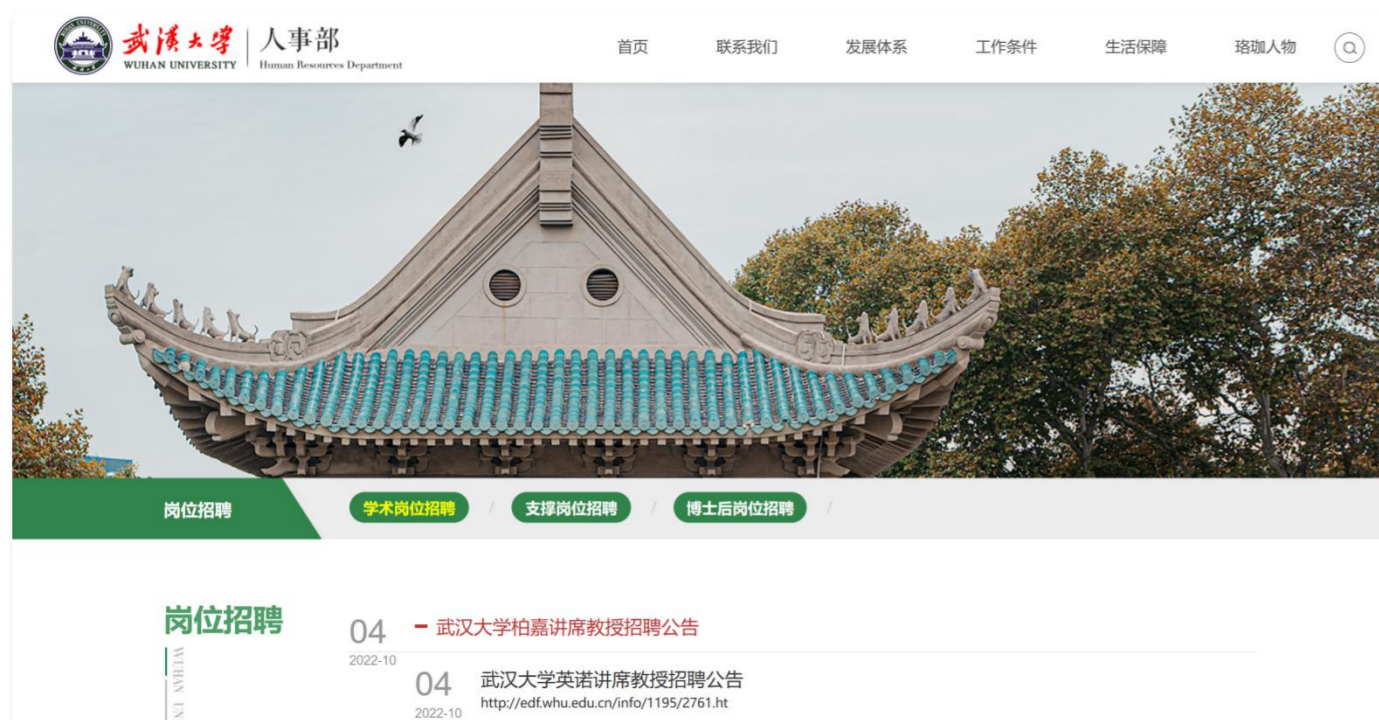 武漢大学 人事部
WUHAN UNIVERSITY Human Resources Department
首页 联系我们 发展体系 工作条件 生活保障 珞珈人物
岗位招聘 学术岗位招聘 / 支撑岗位招聘 / 博士后岗位招聘 /
岗位招聘
WUHAN UN
04 武汉大学柏嘉讲席教授招聘公告
2022-10
04 武汉大学英诺讲席教授招聘公告
2022-10 http://edf.whu.edu.cn/info/1195/2761.ht